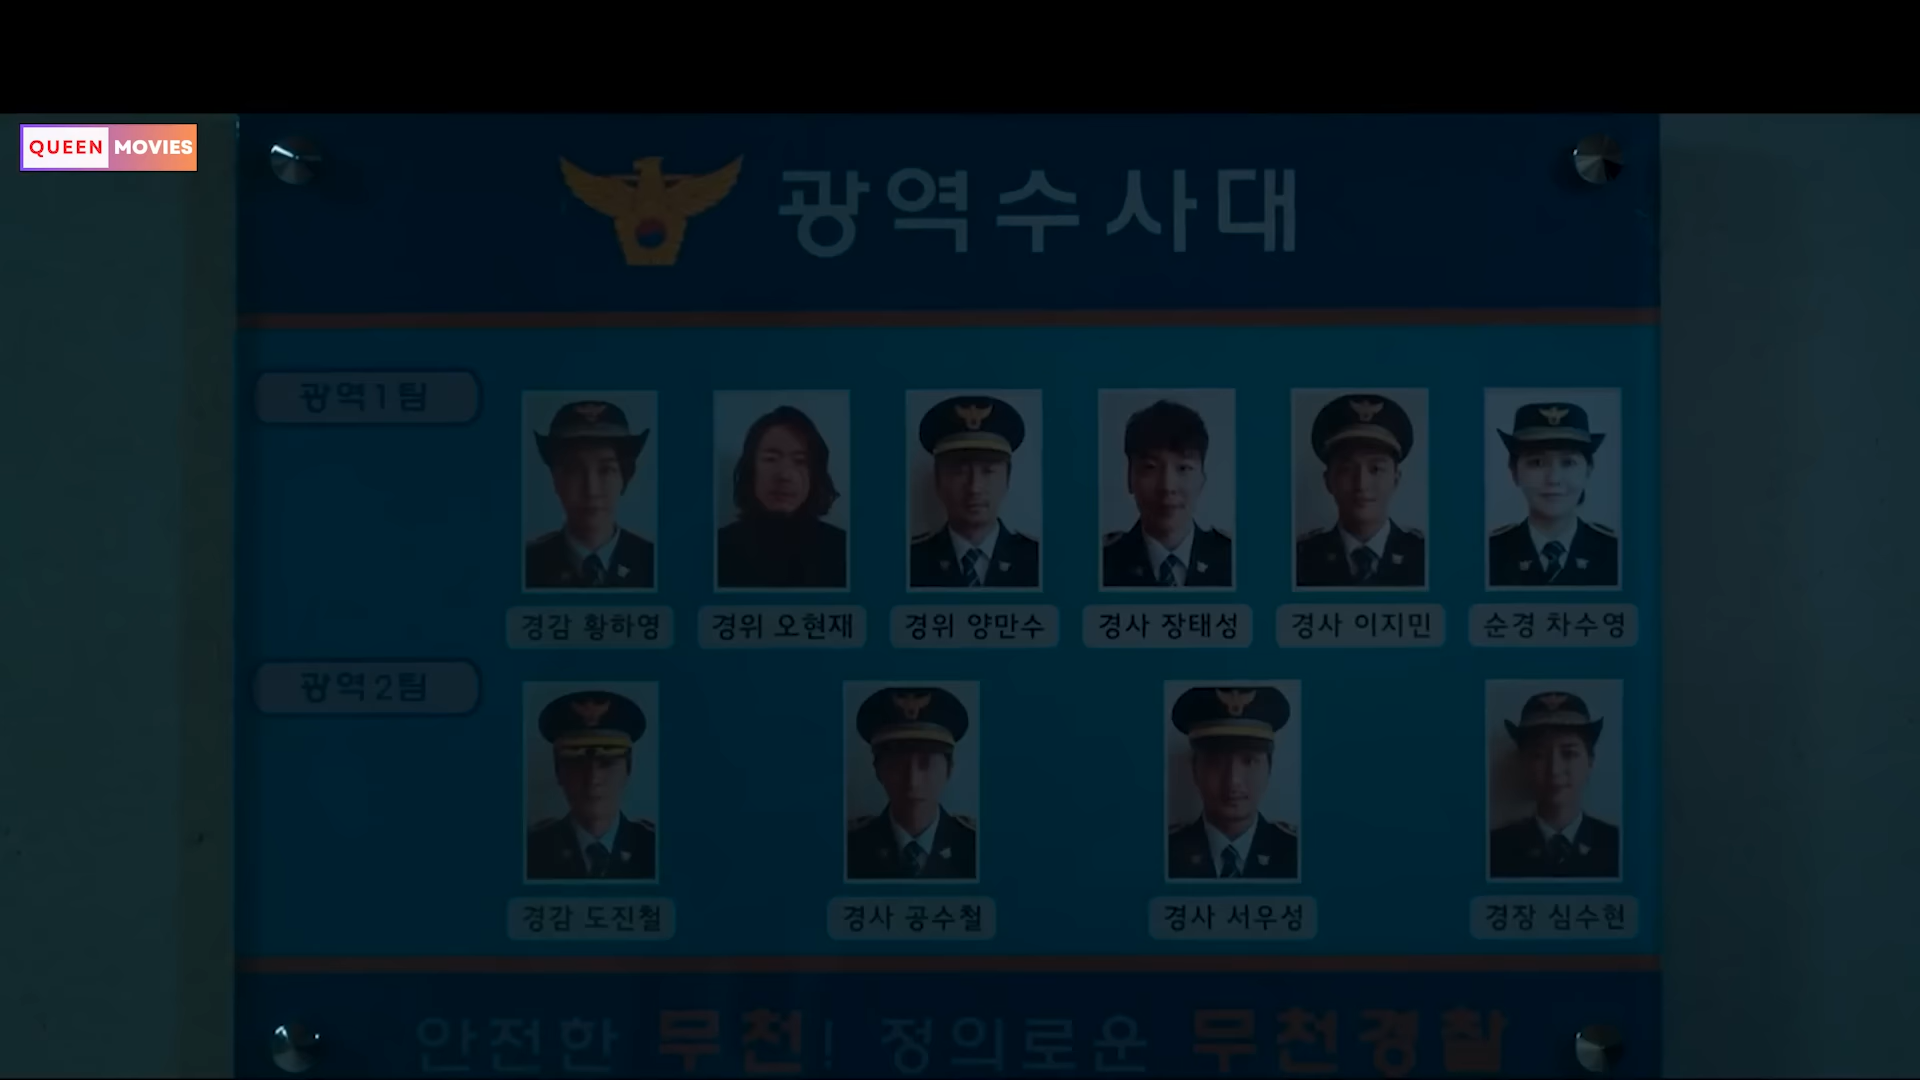 QUEEN MOVIES
광역수사대
광역1팀
경감 황하영
경위 오현재
경위 양만수
경사 장태성
경사 이지민
순경 차수영
광역2팀
경감 도진철
경사 공수철
경사 서우성
경장 심수현
안전한 무천! 정의로운 무천경찰